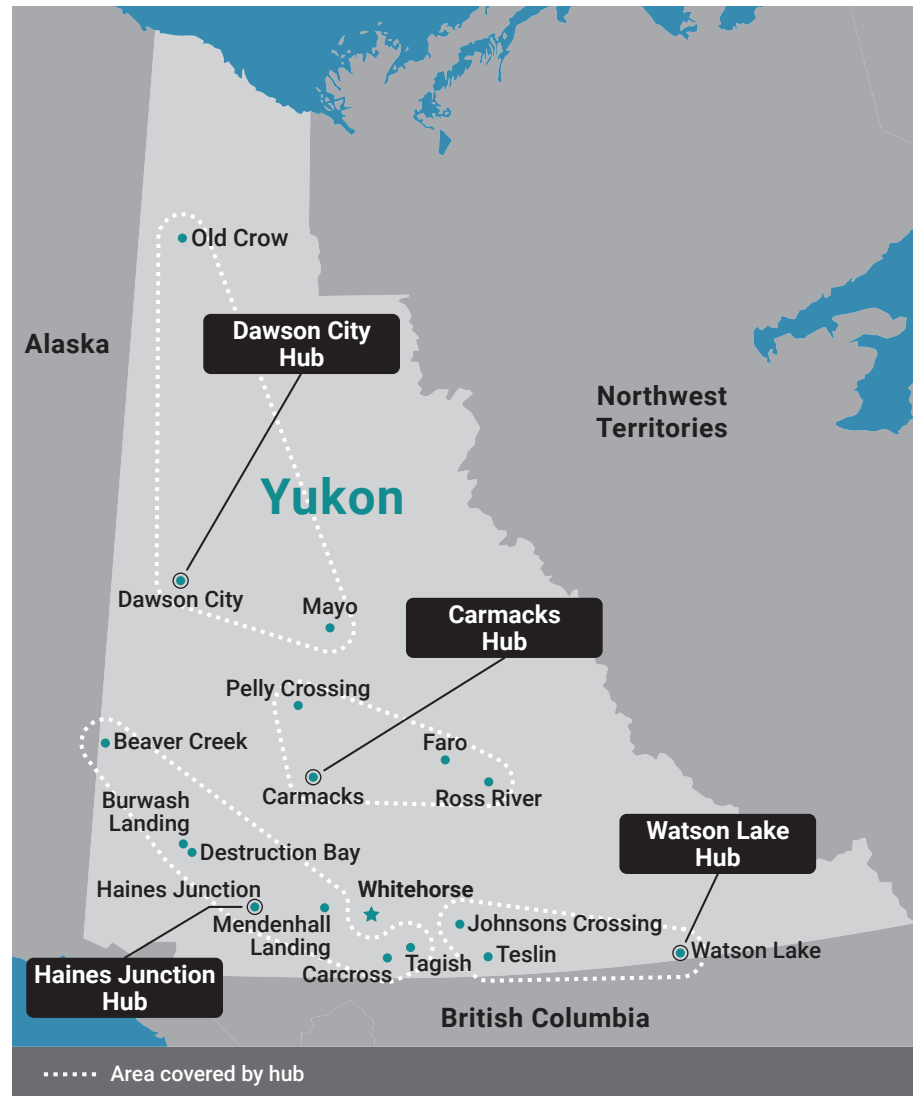 Old Crow
Dawson City
Hub
Alaska
Northwest
Territories
Yukon
Dawson City
Mayo
Carmacks
Hub
Pelly Crossing
Beaver Creek
Faro
Carmacks
Ross River
Burwash
Landing
Destruction Bay
Watson Lake
Hub
Haines Junction
Whitehorse
Mendenhall
Landing
Johnsons Crossing
Carcross
Tagish
Teslin
Watson Lake
Haines Junction
Hub
British Columbia
Area covered by hub